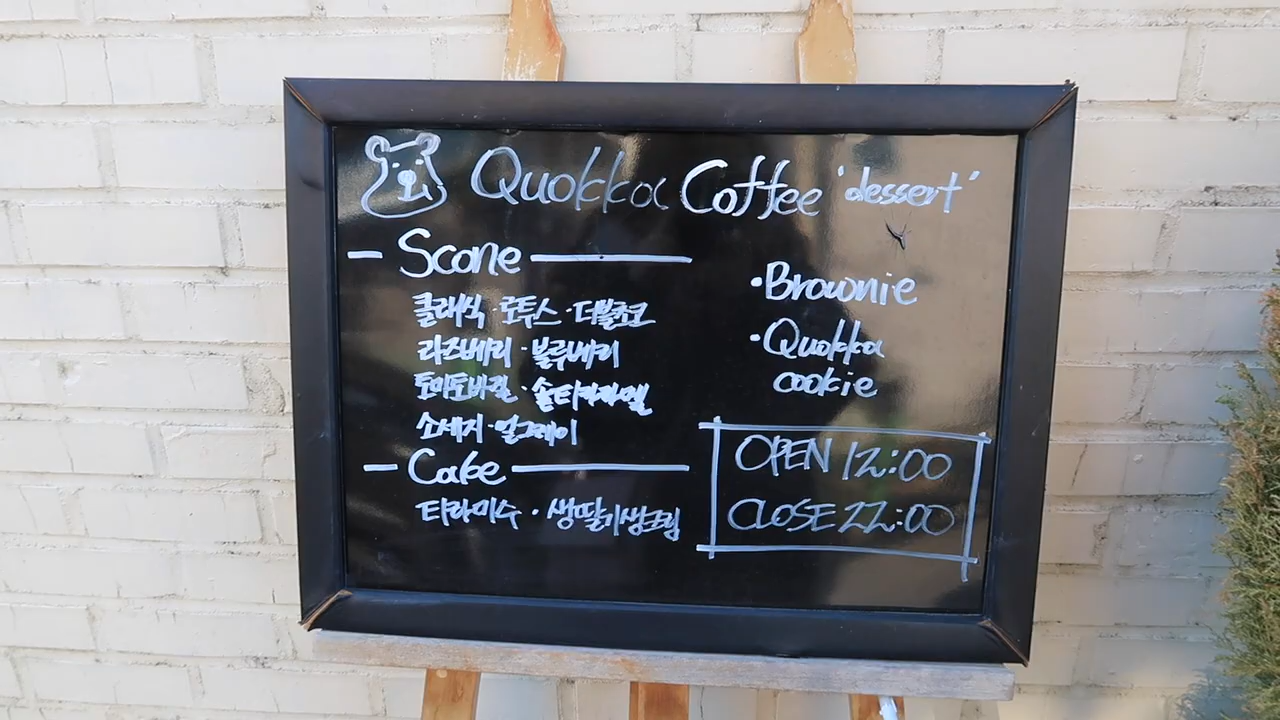 Quokka Coffee 'dessert'
- Scone
클래식 · 로투스 · 더블초코
라즈베리 · 블루베리
토마토바질 · 솔티카라멜
소세지 · 얼그레이
- Cake
티라미수 · 생딸기생크림
· Brownie
· Quokka
cookie
OPEN 12:00
CLOSE 22:00